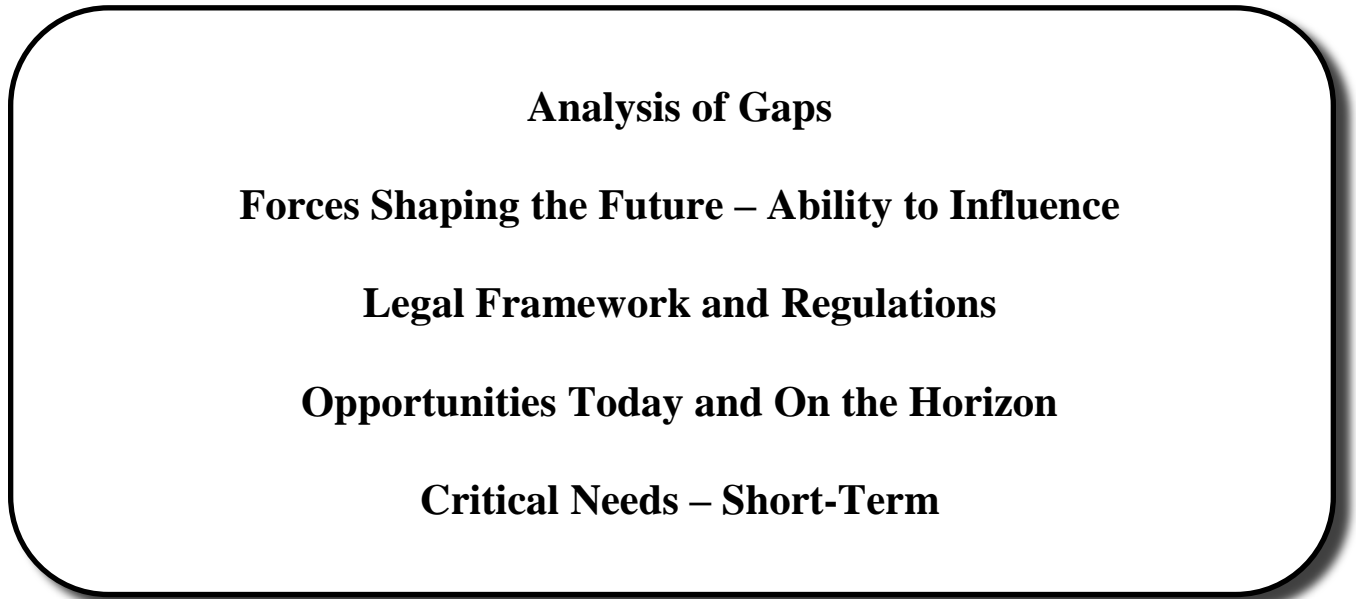 Analysis of Gaps
Forces Shaping the Future – Ability to Influence
Legal Framework and Regulations
Opportunities Today and On the Horizon
Critical Needs – Short-Term